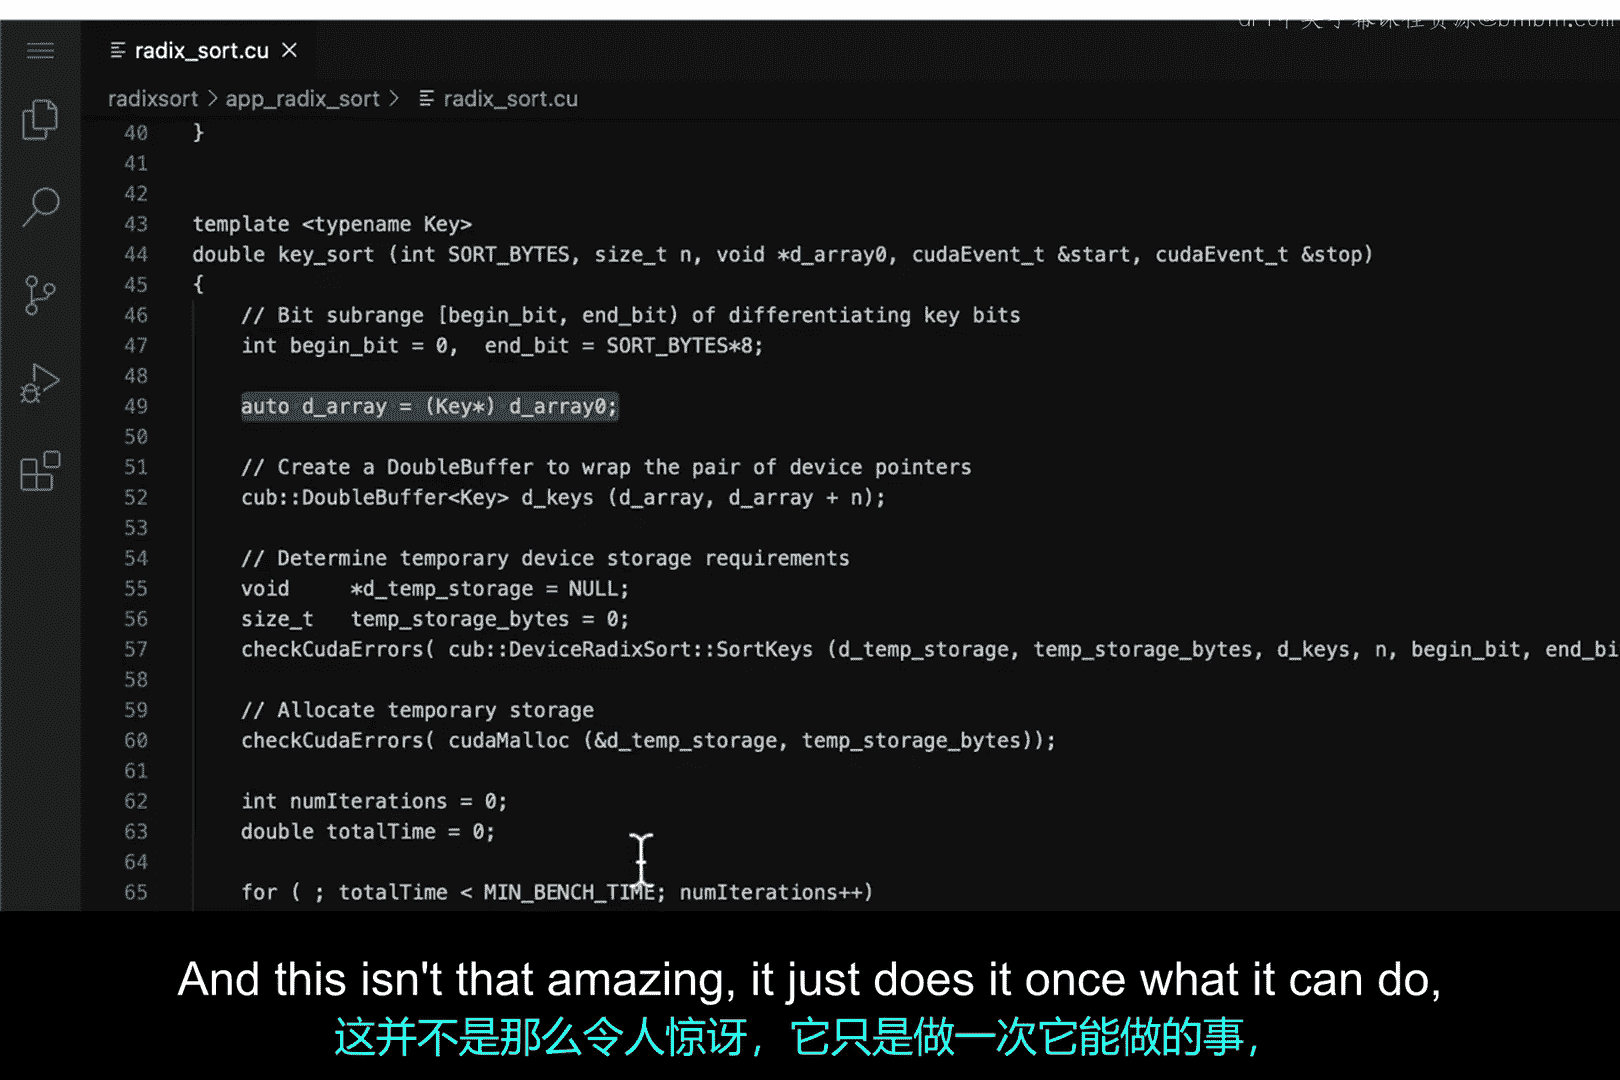 radix_sort.cu
radixsort > app_radix_sort > radix_sort.cu
40 }
41
42
43 template <typename Key>
44 double key_sort (int SORT_BYTES, size_t n, void *d_array0, cudaEvent_t &start, cudaEvent_t &stop)
45 {
46 // Bit subrange [begin_bit, end_bit) of differentiating key bits
47 int begin_bit = 0,  end_bit = SORT_BYTES*8;
48
49 auto d_array = (Key*) d_array0;
50
51 // Create a DoubleBuffer to wrap the pair of device pointers
52 cub::DoubleBuffer<Key> d_keys (d_array, d_array + n);
53
54 // Determine temporary device storage requirements
55 void     *d_temp_storage = NULL;
56 size_t   temp_storage_bytes = 0;
57 checkCudaErrors( cub::DeviceRadixSort::SortKeys (d_temp_storage, temp_storage_bytes, d_keys, n, begin_bit, end_bi
58
59 // Allocate temporary storage
60 checkCudaErrors( cudaMalloc (&d_temp_storage, temp_storage_bytes));
61
62 int numIterations = 0;
63 double totalTime = 0;
64
65 for ( ; totalTime < MIN_BENCH_TIME; numIterations++)
And this isn't that amazing, it just does it once what it can do,
这并不是那么令人惊讶，它只是做一次它能做的事，